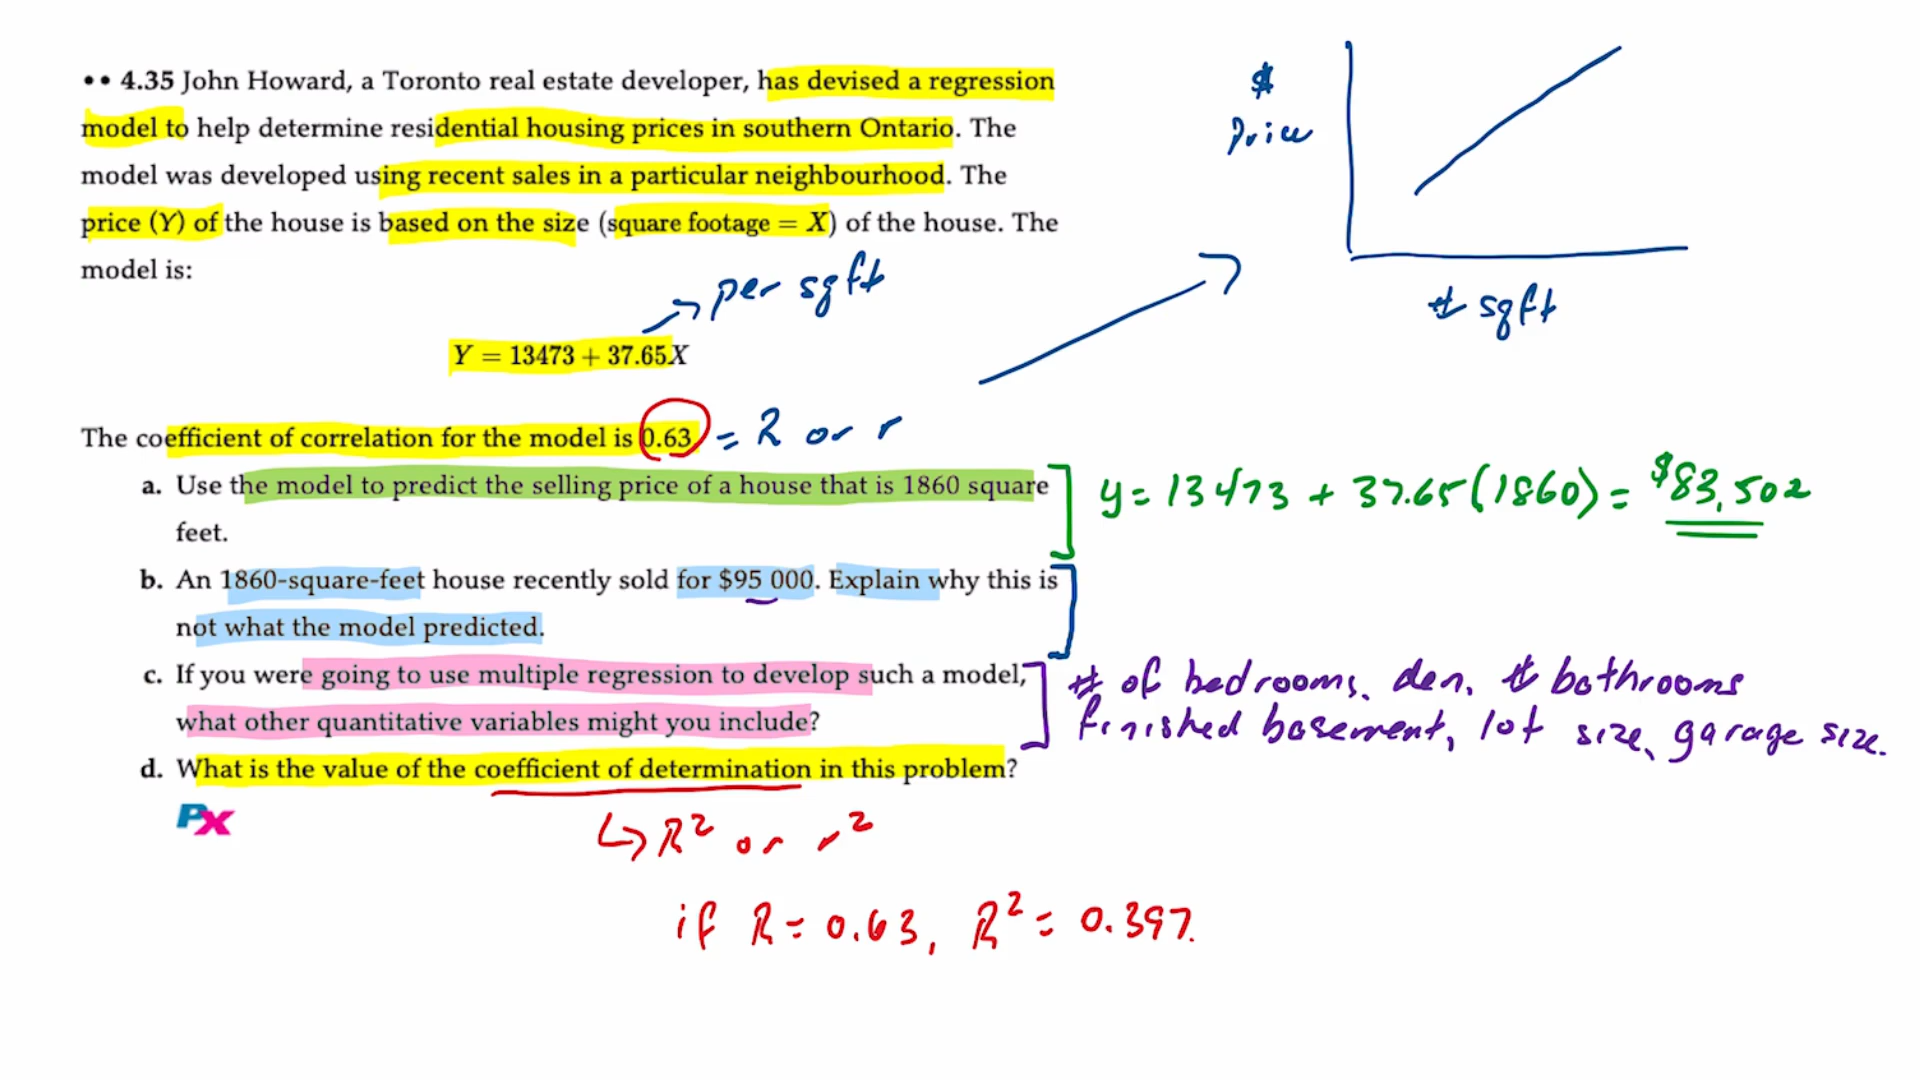 •• 4.35 John Howard, a Toronto real estate developer, has devised a regression
model to help determine residential housing prices in southern Ontario. The
model was developed using recent sales in a particular neighbourhood. The
price (Y) of the house is based on the size (square footage = X) of the house. The
model is:
per sqft
Y = 13473 + 37.65X
$
Price
# sqft
The coefficient of correlation for the model is 0.63 = R or r
a. Use the model to predict the selling price of a house that is 1860 square
feet.
y = 13473 + 37.65(1860) = $83,502
b. An 1860-square-feet house recently sold for $95 000. Explain why this is
not what the model predicted.
c. If you were going to use multiple regression to develop such a model,
what other quantitative variables might you include?
# of bedrooms, den, # bathrooms
finished basement, lot size, garage size.
d. What is the value of the coefficient of determination in this problem?
PX
↳ R² or r²
if R = 0.63, R² = 0.397.